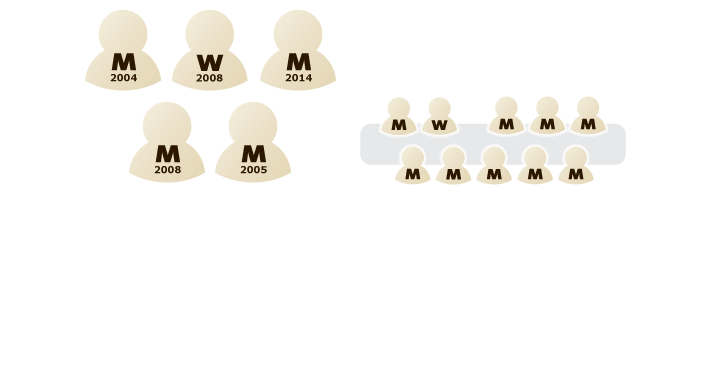 M W M
2004 2008 2014
M M
2008 2005
M W M M M
M M M M M